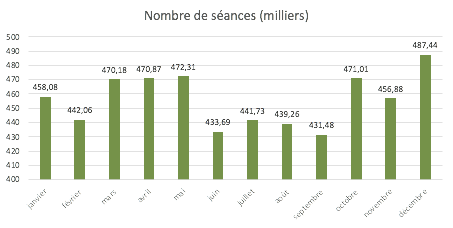 Nombre de séances (milliers)
500
490
480
470
460
450
440
430
420
410
400
458,08
442,06
470,18
470,87
472,31
433,69
441,73
439,26
431,48
471,01
456,88
487,44
janvier
février
mars
avril
mai
juin
juillet
août
septembre
octobre
novembre
decembre